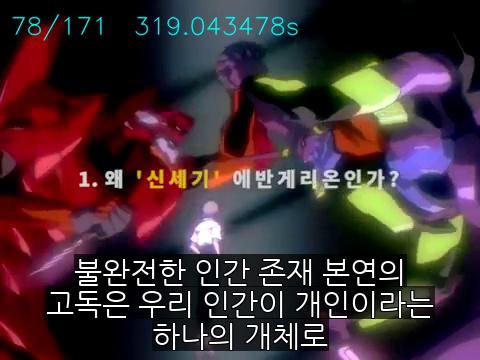 78/171 319.043478s
1. 왜 '신세기' 에반게리온인가?
불완전한 인간 존재 본연의
고독은 우리 인간이 개인이라는
하나의 개체로